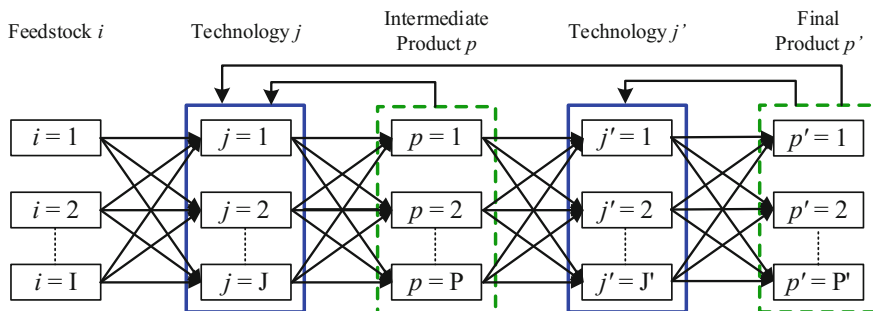 Feedstock i
Technology j
Intermediate
Product p
Technology j’
Final
Product p’
i = 1
j = 1
p = 1
j′ = 1
p′ = 1
i = 2
j = 2
p = 2
j′ = 2
p′ = 2
i = I
j = J
p = P
j′ = J'
p′ = P'